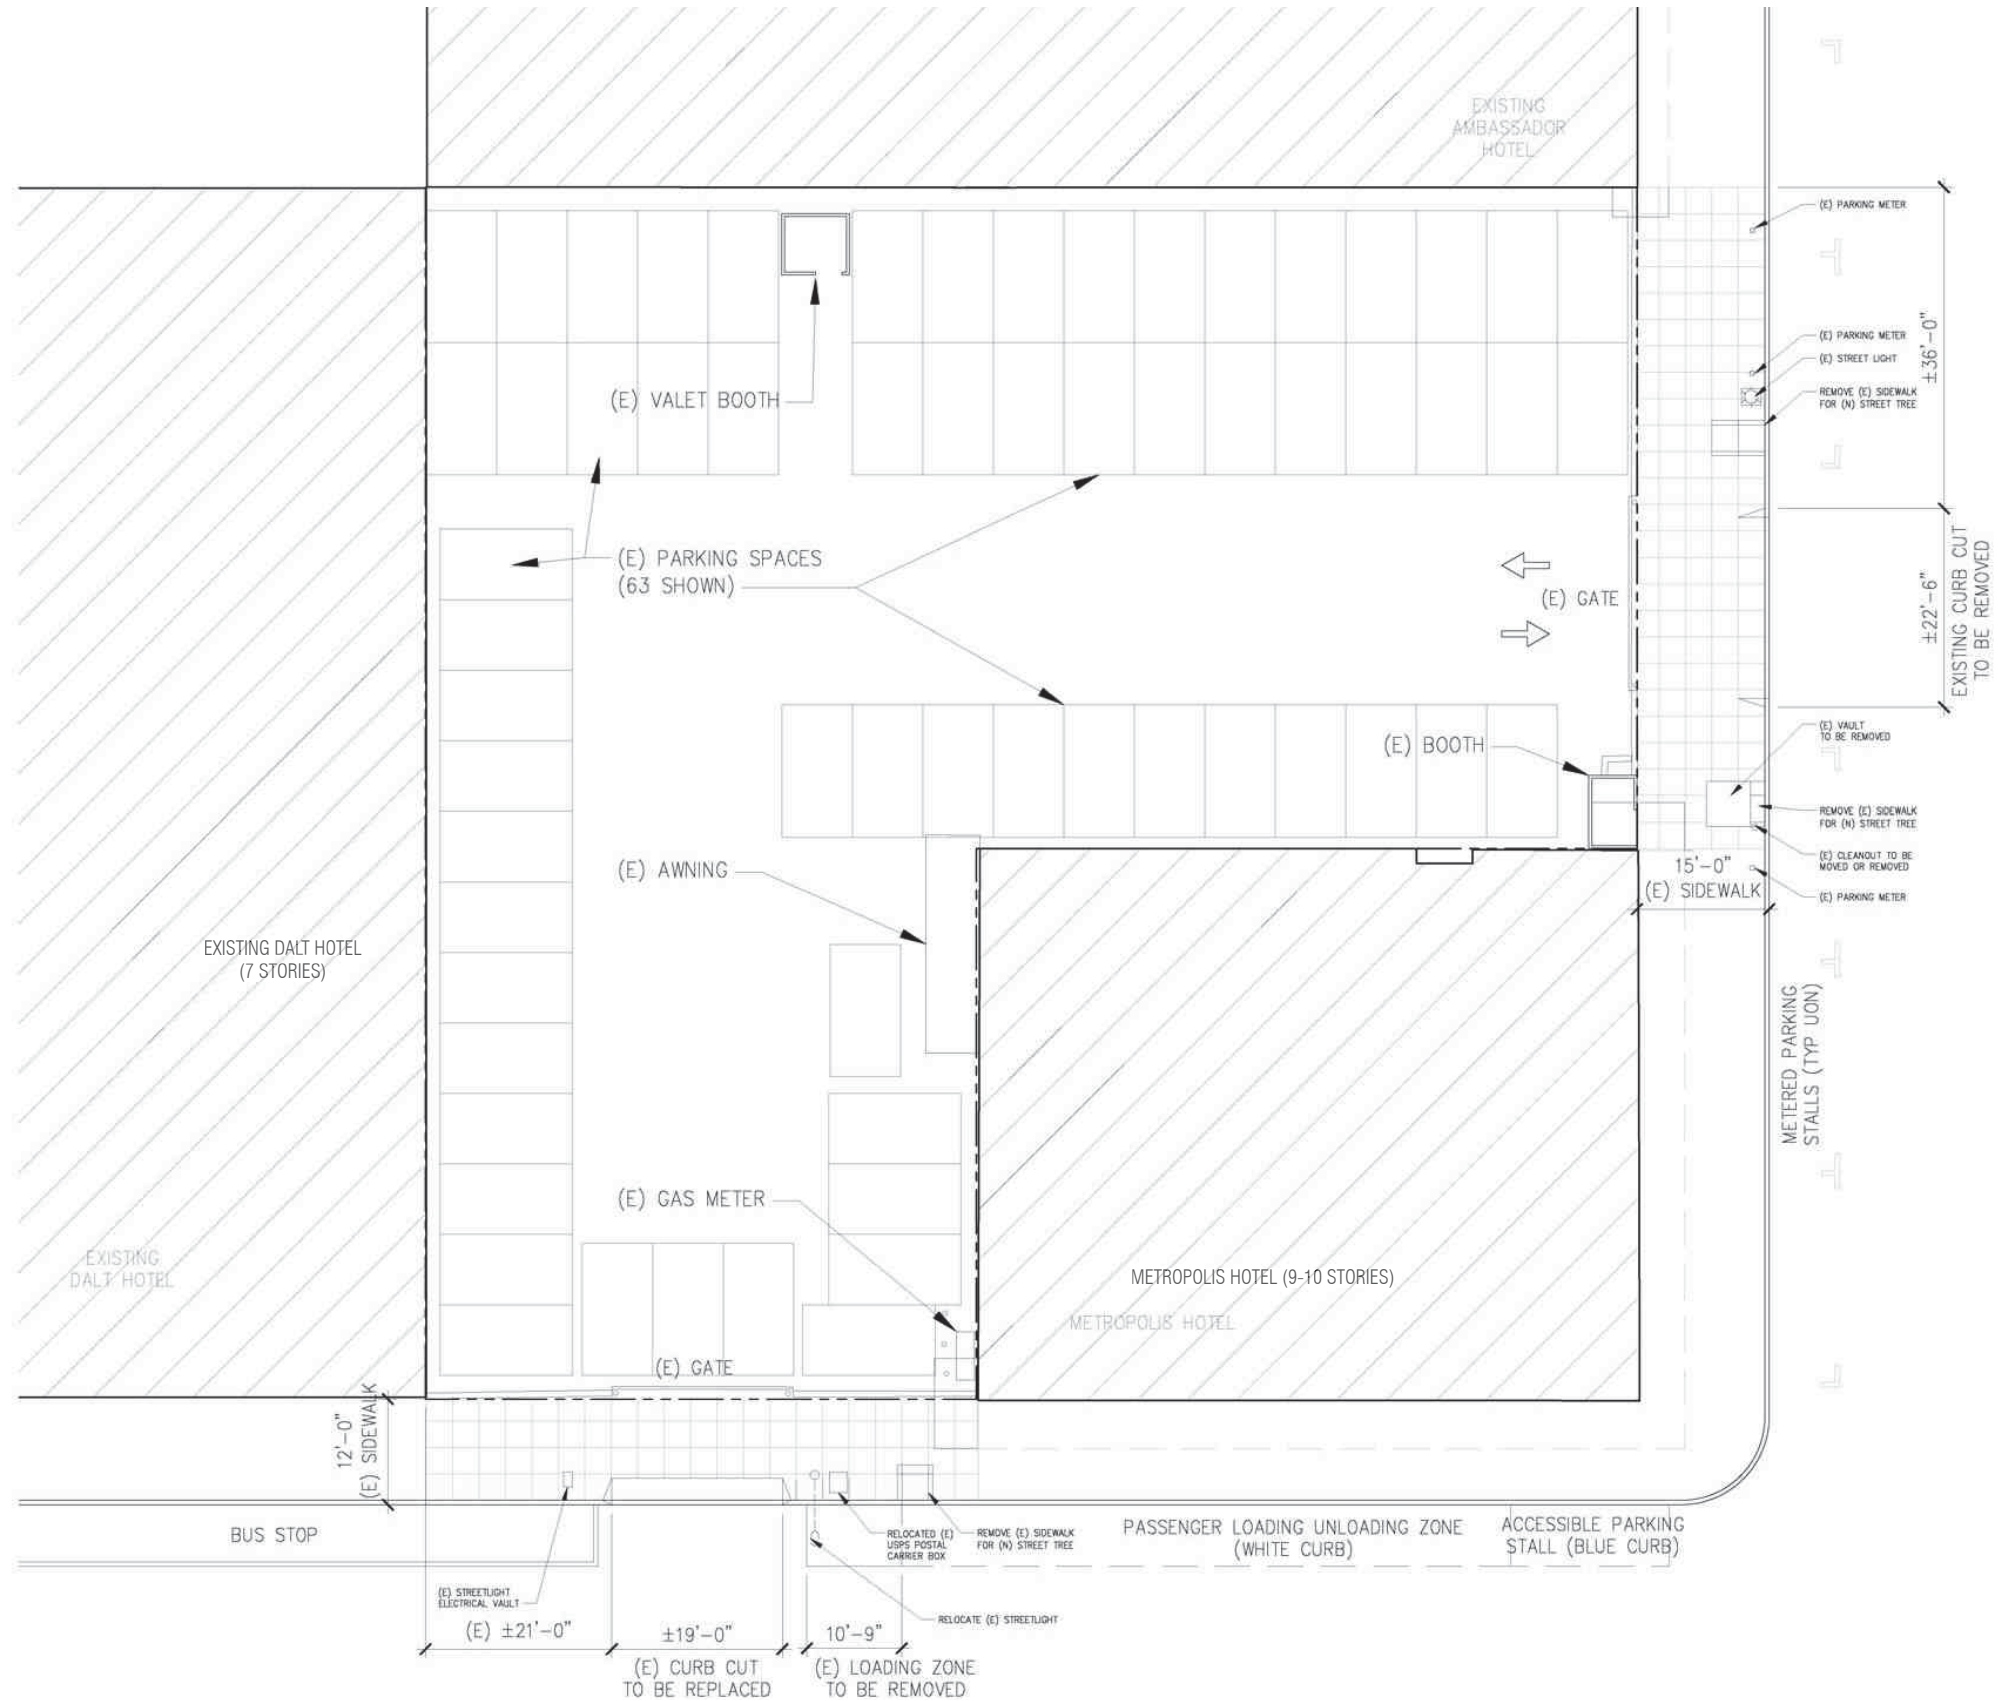 EXISTING
AMBASSADOR
HOTEL
(E) PARKING METER
±36'-0"
(E) PARKING METER
(E) STREET LIGHT
REMOVE (E) SIDEWALK
FOR (N) STREET TREE
(E) VALET BOOTH
(E) PARKING SPACES
(63 SHOWN)
(E) GATE
±22'-6"
EXISTING CURB CUT
TO BE REMOVED
(E) BOOTH
(E) VAULT
TO BE REMOVED
REMOVE (E) SIDEWALK
FOR (N) STREET TREE
(E) CLEANOUT TO BE
MOVED OR REMOVED
(E) PARKING METER
15'-0"
(E) SIDEWALK
(E) AWNING
EXISTING DALT HOTEL
(7 STORIES)
METERED PARKING
STALLS (TYP UON)
(E) GAS METER
EXISTING
DALT HOTEL
METROPOLIS HOTEL (9-10 STORIES)
METROPOLIS HOTEL
(E) GATE
12'-0"
(E) SIDEWALK
BUS STOP
RELOCATED (E)
USPS POSTAL
CARRIER BOX
REMOVE (E) SIDEWALK
FOR (N) STREET TREE
PASSENGER LOADING UNLOADING ZONE
(WHITE CURB)
ACCESSIBLE PARKING
STALL (BLUE CURB)
(E) STREETLIGHT
ELECTRICAL VAULT
RELOCATE (E) STREETLIGHT
(E) ±21'-0"
±19'-0"
10'-9"
(E) CURB CUT
TO BE REPLACED
(E) LOADING ZONE
TO BE REMOVED